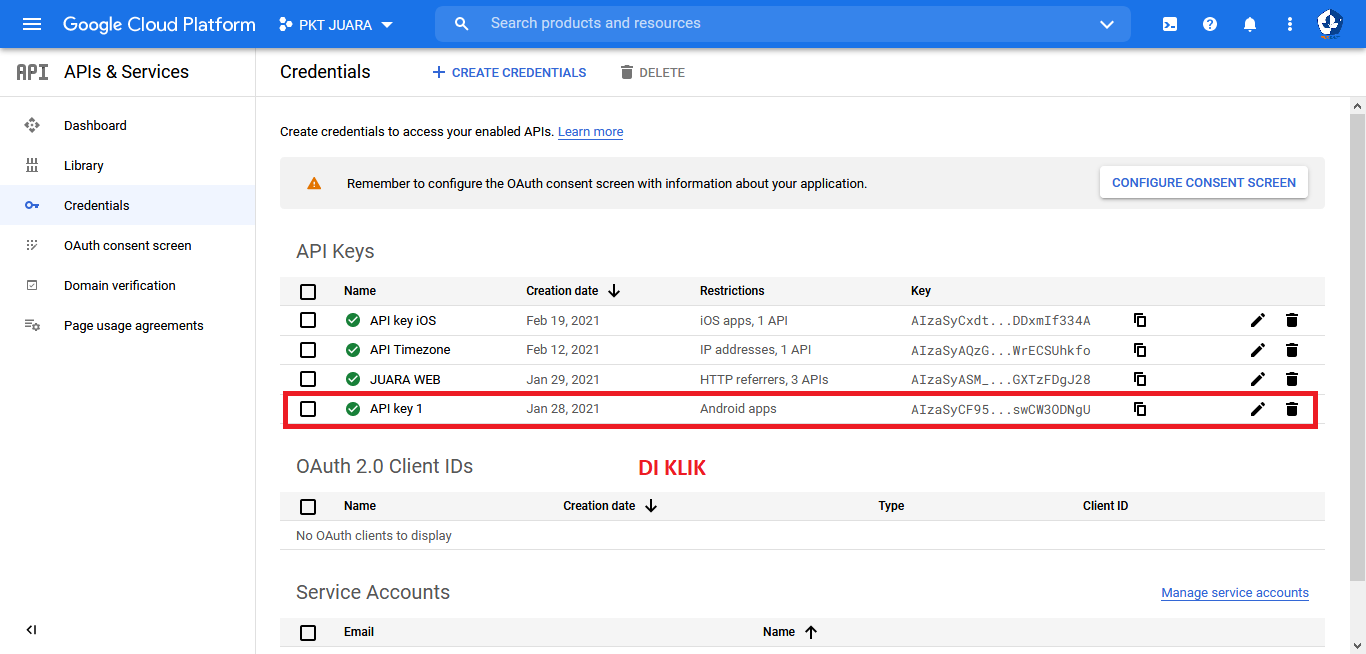 Google Cloud Platform PKT JUARA Search products and resources
API APIs & Services Credentials CREATE CREDENTIALS DELETE
Dashboard
Library
Credentials
OAuth consent screen
Domain verification
Page usage agreements
Create credentials to access your enabled APIs. Learn more
Remember to configure the OAuth consent screen with information about your application. CONFIGURE CONSENT SCREEN
API Keys
Name Creation date Restrictions Key
API key iOS Feb 19, 2021 iOS apps, 1 API AIzaSyCxdt...DDxmIf334A
API Timezone Feb 12, 2021 IP addresses, 1 API AIzaSyAQzG...WrECSUhkfo
JUARA WEB Jan 29, 2021 HTTP referrers, 3 APIs AIzaSyASM_...GXTzFDgJ28
API key 1 Jan 28, 2021 Android apps AIzaSyCF95...swCW3ODNgU
OAuth 2.0 Client IDs DI KLIK
Name Creation date Type Client ID
No OAuth clients to display
Service Accounts Manage service accounts
Email Name